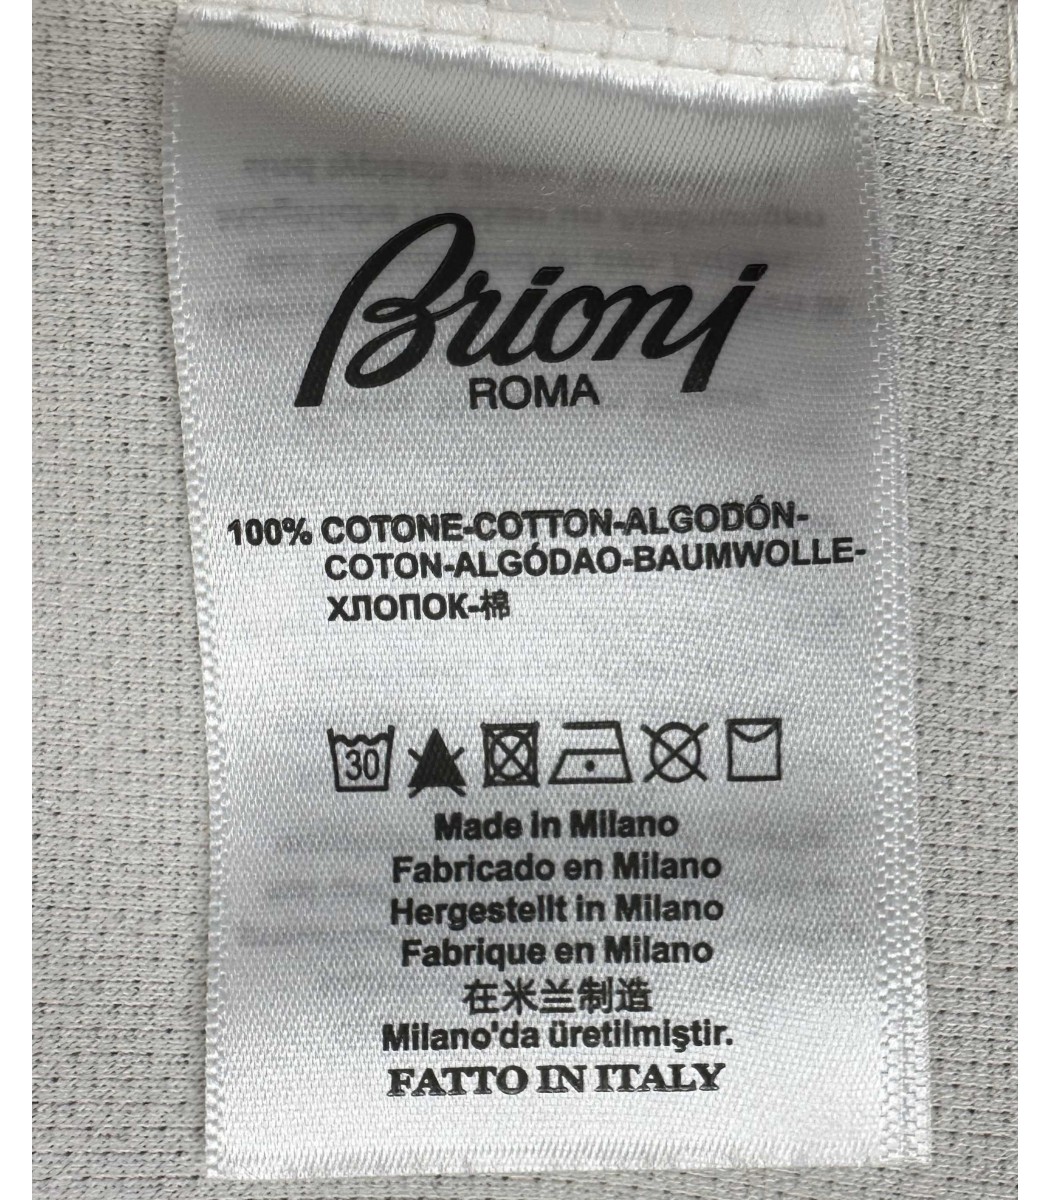 Brioni
ROMA
100% COTONE-COTTON-ALGODÓN-
COTON-ALGÓDAO-BAUMWOLLE-
ХЛОПОК-棉
30
Made in Milano
Fabricado en Milano
Hergestellt in Milano
Fabrique en Milano
在米兰制造
Milano'da üretilmiştir.
FATTO IN ITALY